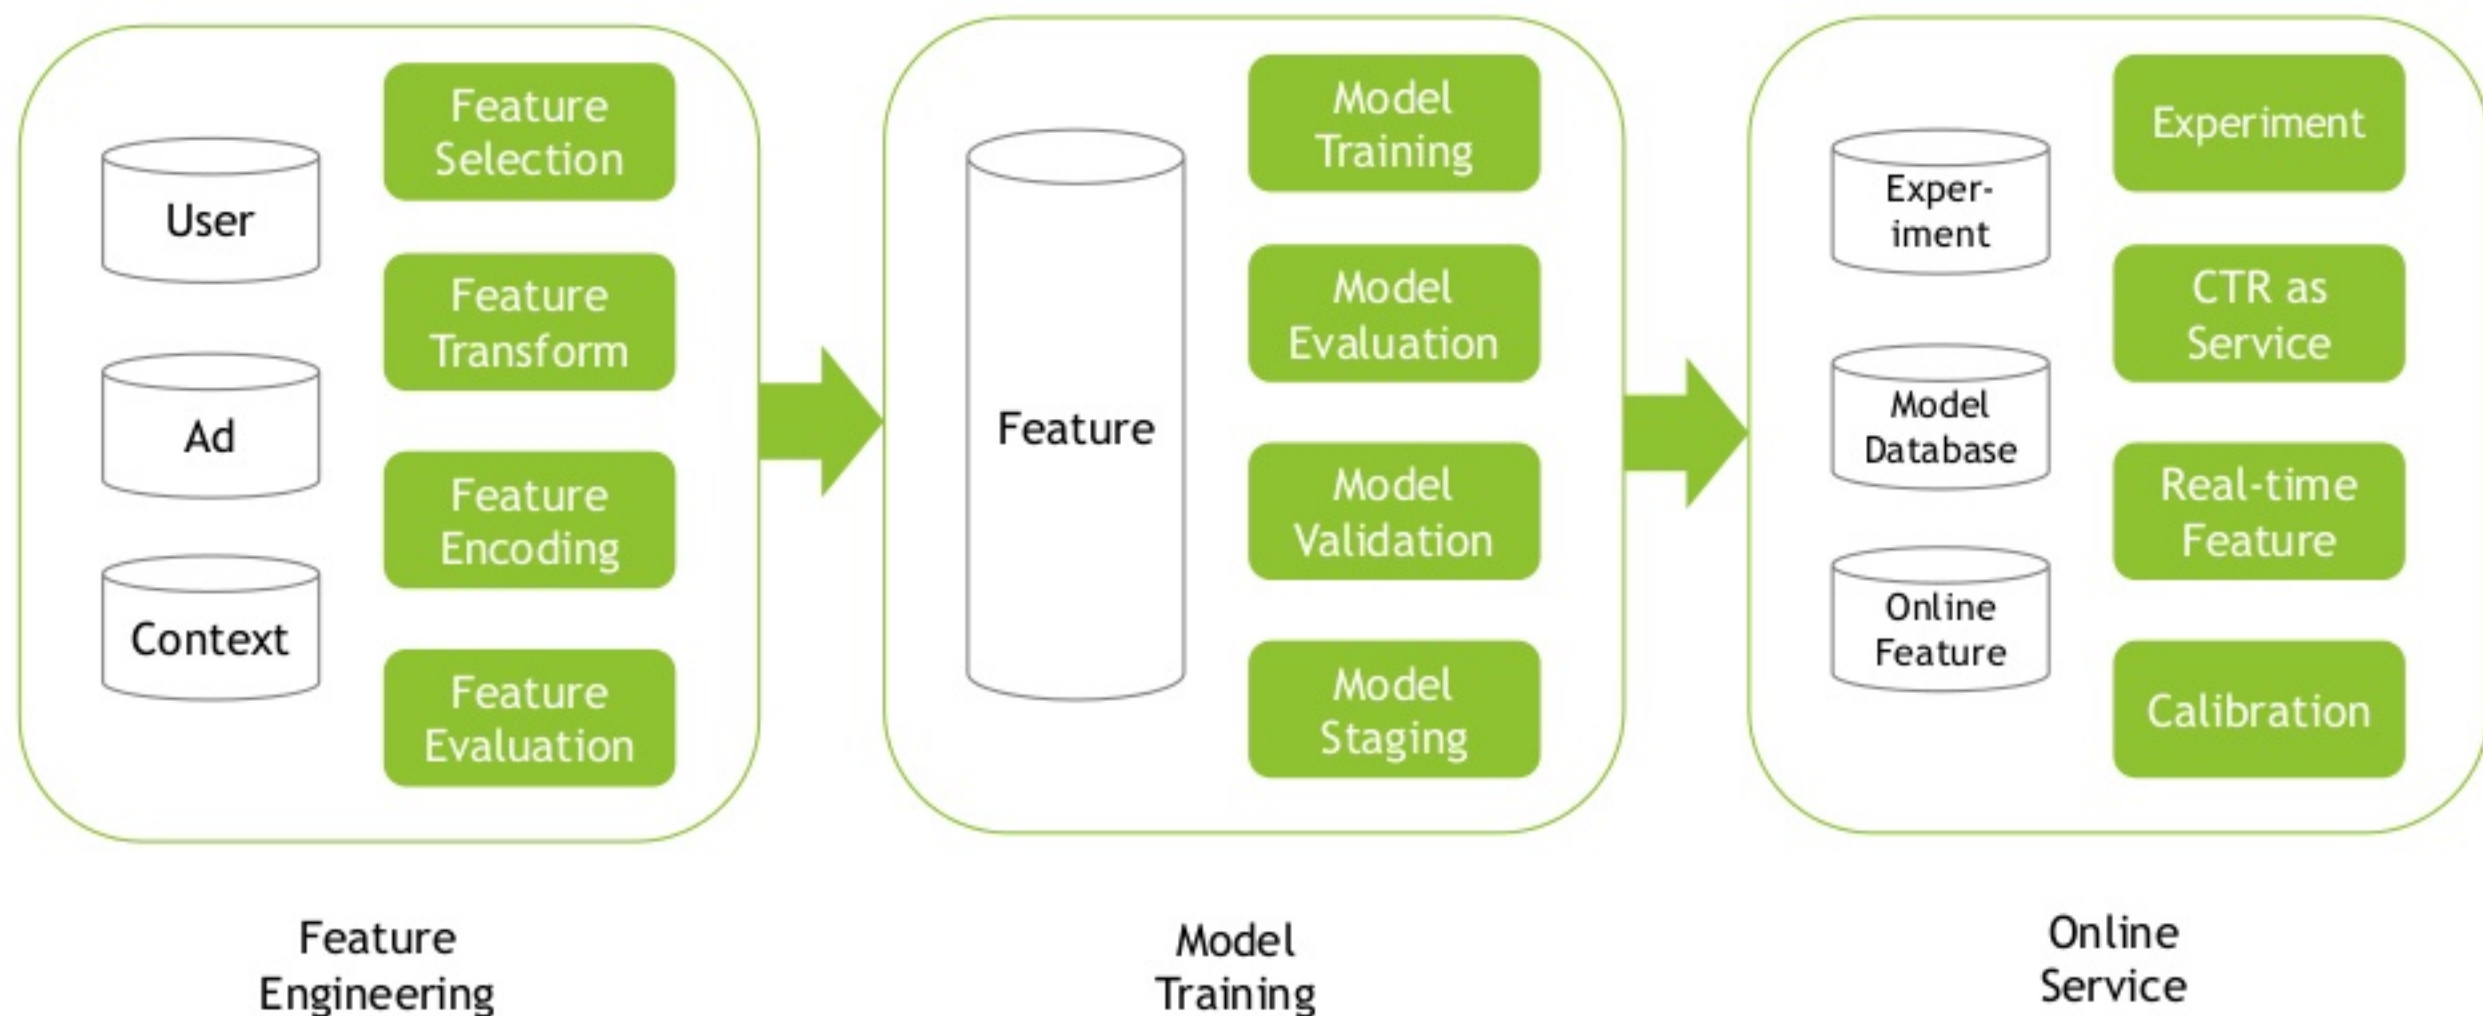 User
Ad
Context
Feature
Selection
Feature
Transform
Feature
Encoding
Feature
Evaluation
Feature
Engineering
Feature
Model
Training
Model
Evaluation
Model
Validation
Model
Staging
Model
Training
Exper-
iment
Model
Database
Online
Feature
Experiment
CTR as
Service
Real-time
Feature
Calibration
Online
Service